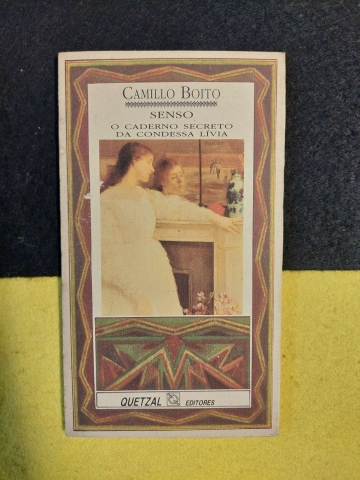 CAMILLO BOITO
SENSO
O CADERNO SECRETO
DA CONDESSA LÍVIA
QUETZAL EDITORES